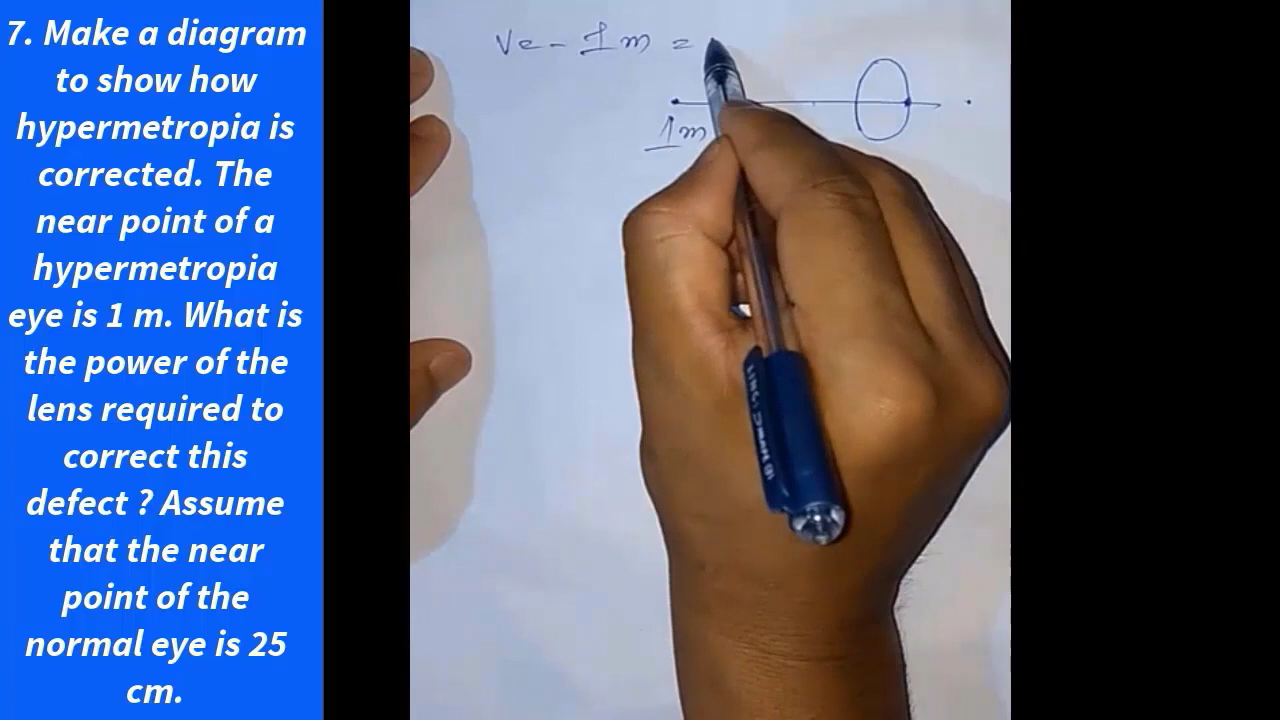 7. Make a diagram
to show how
hypermetropia is
corrected. The
near point of a
hypermetropia
eye is 1 m. What is
the power of the
lens required to
correct this
defect ? Assume
that the near
point of the
normal eye is 25
cm.
Ve - 1 m =
1m